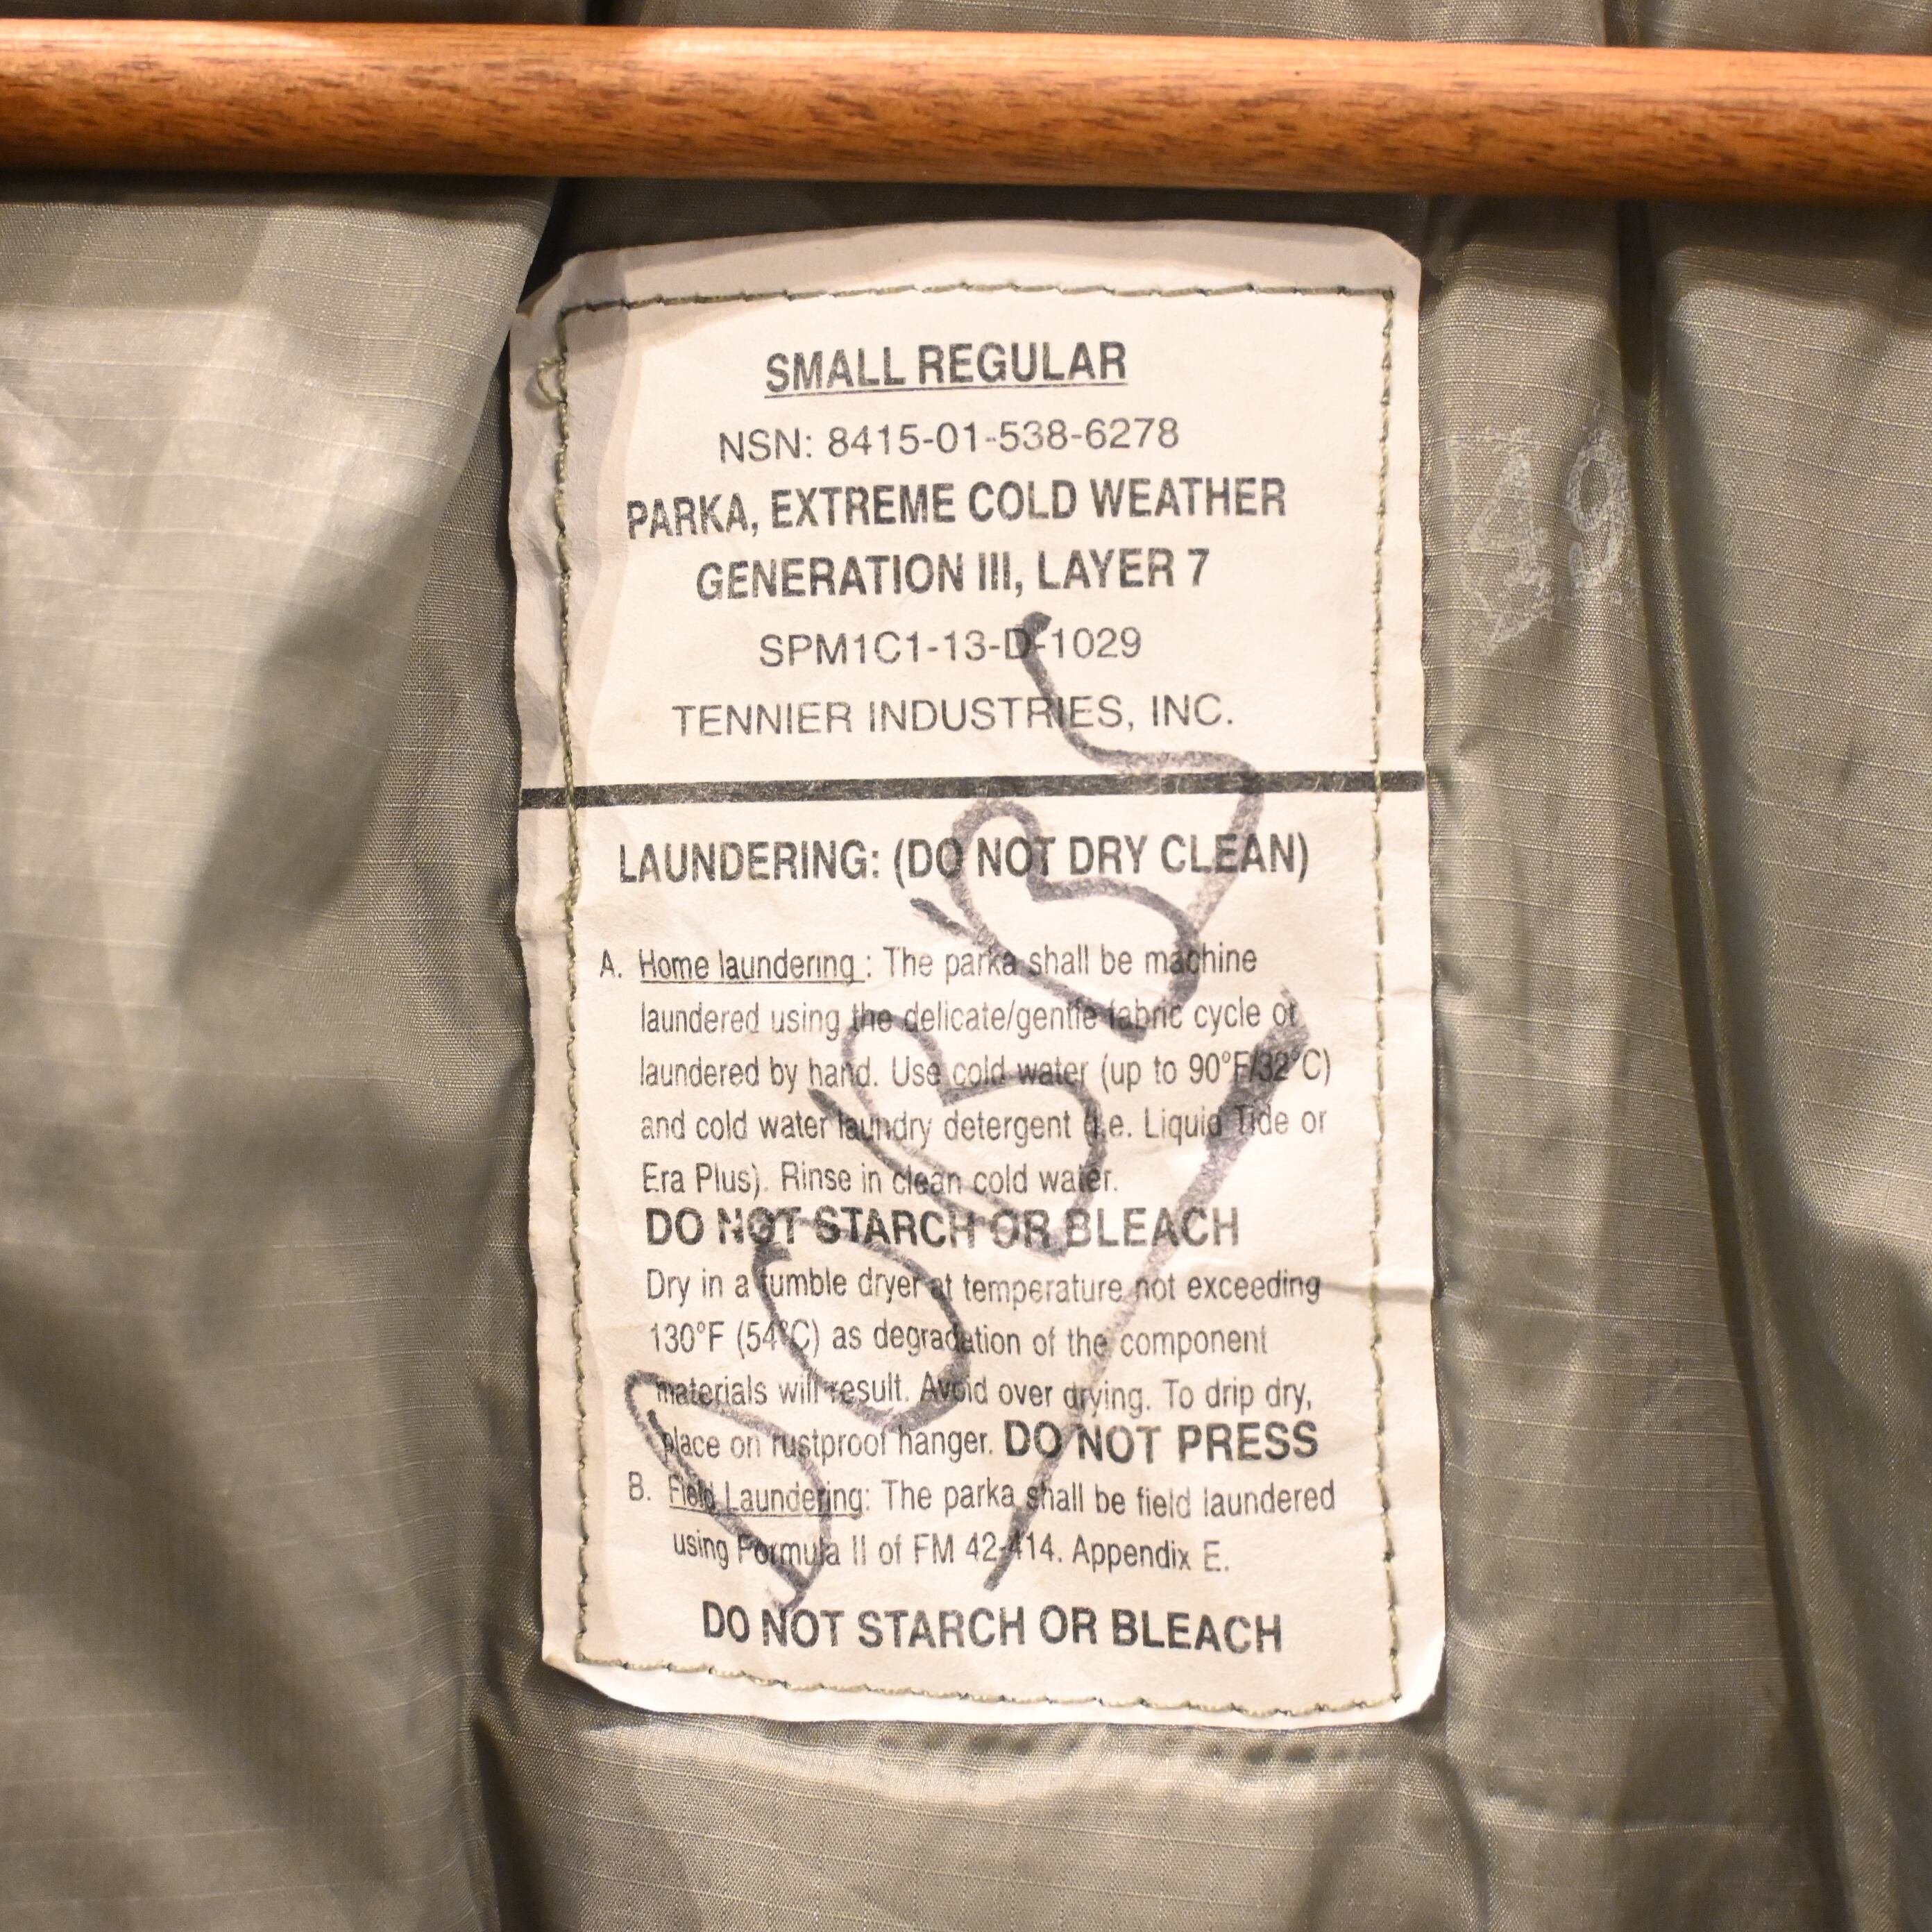 SMALL REGULAR
NSN: 8415-01-538-6278
PARKA, EXTREME COLD WEATHER
GENERATION III, LAYER 7
SPM1C1-13-D-1029
TENNIER INDUSTRIES, INC.
LAUNDERING: (DO NOT DRY CLEAN)
A. Home laundering : The parka shall be machine
laundered using the delicate/gentle fabric cycle or
laundered by hand. Use cold water (up to 90°F/32°C)
and cold water laundry detergent (i.e. Liquid Tide or
Era Plus). Rinse in clean cold water.
DO NOT STARCH OR BLEACH
Dry in a tumble dryer at temperature not exceeding
130°F (54°C) as degradation of the component
materials will result. Avoid over drying. To drip dry,
place on rustproof hanger. DO NOT PRESS
B. Field Laundering: The parka shall be field laundered
using Formula II of FM 42-414. Appendix E.
DO NOT STARCH OR BLEACH
49